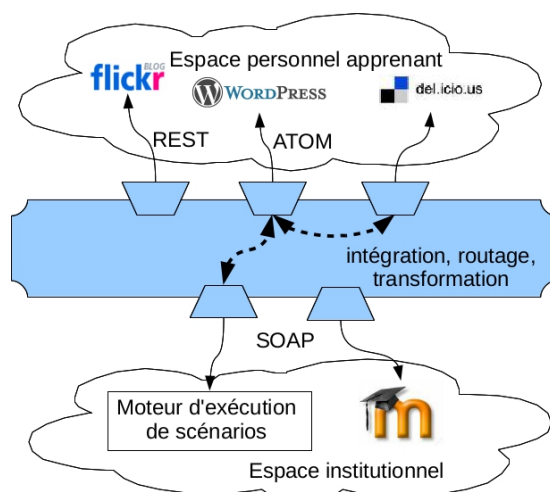 Espace personnel apprenant
flickr BLOG
WORDPRESS
del.icio.us
REST
ATOM
intégration, routage,
transformation
SOAP
Moteur d'exécution
de scénarios
m
Espace institutionnel